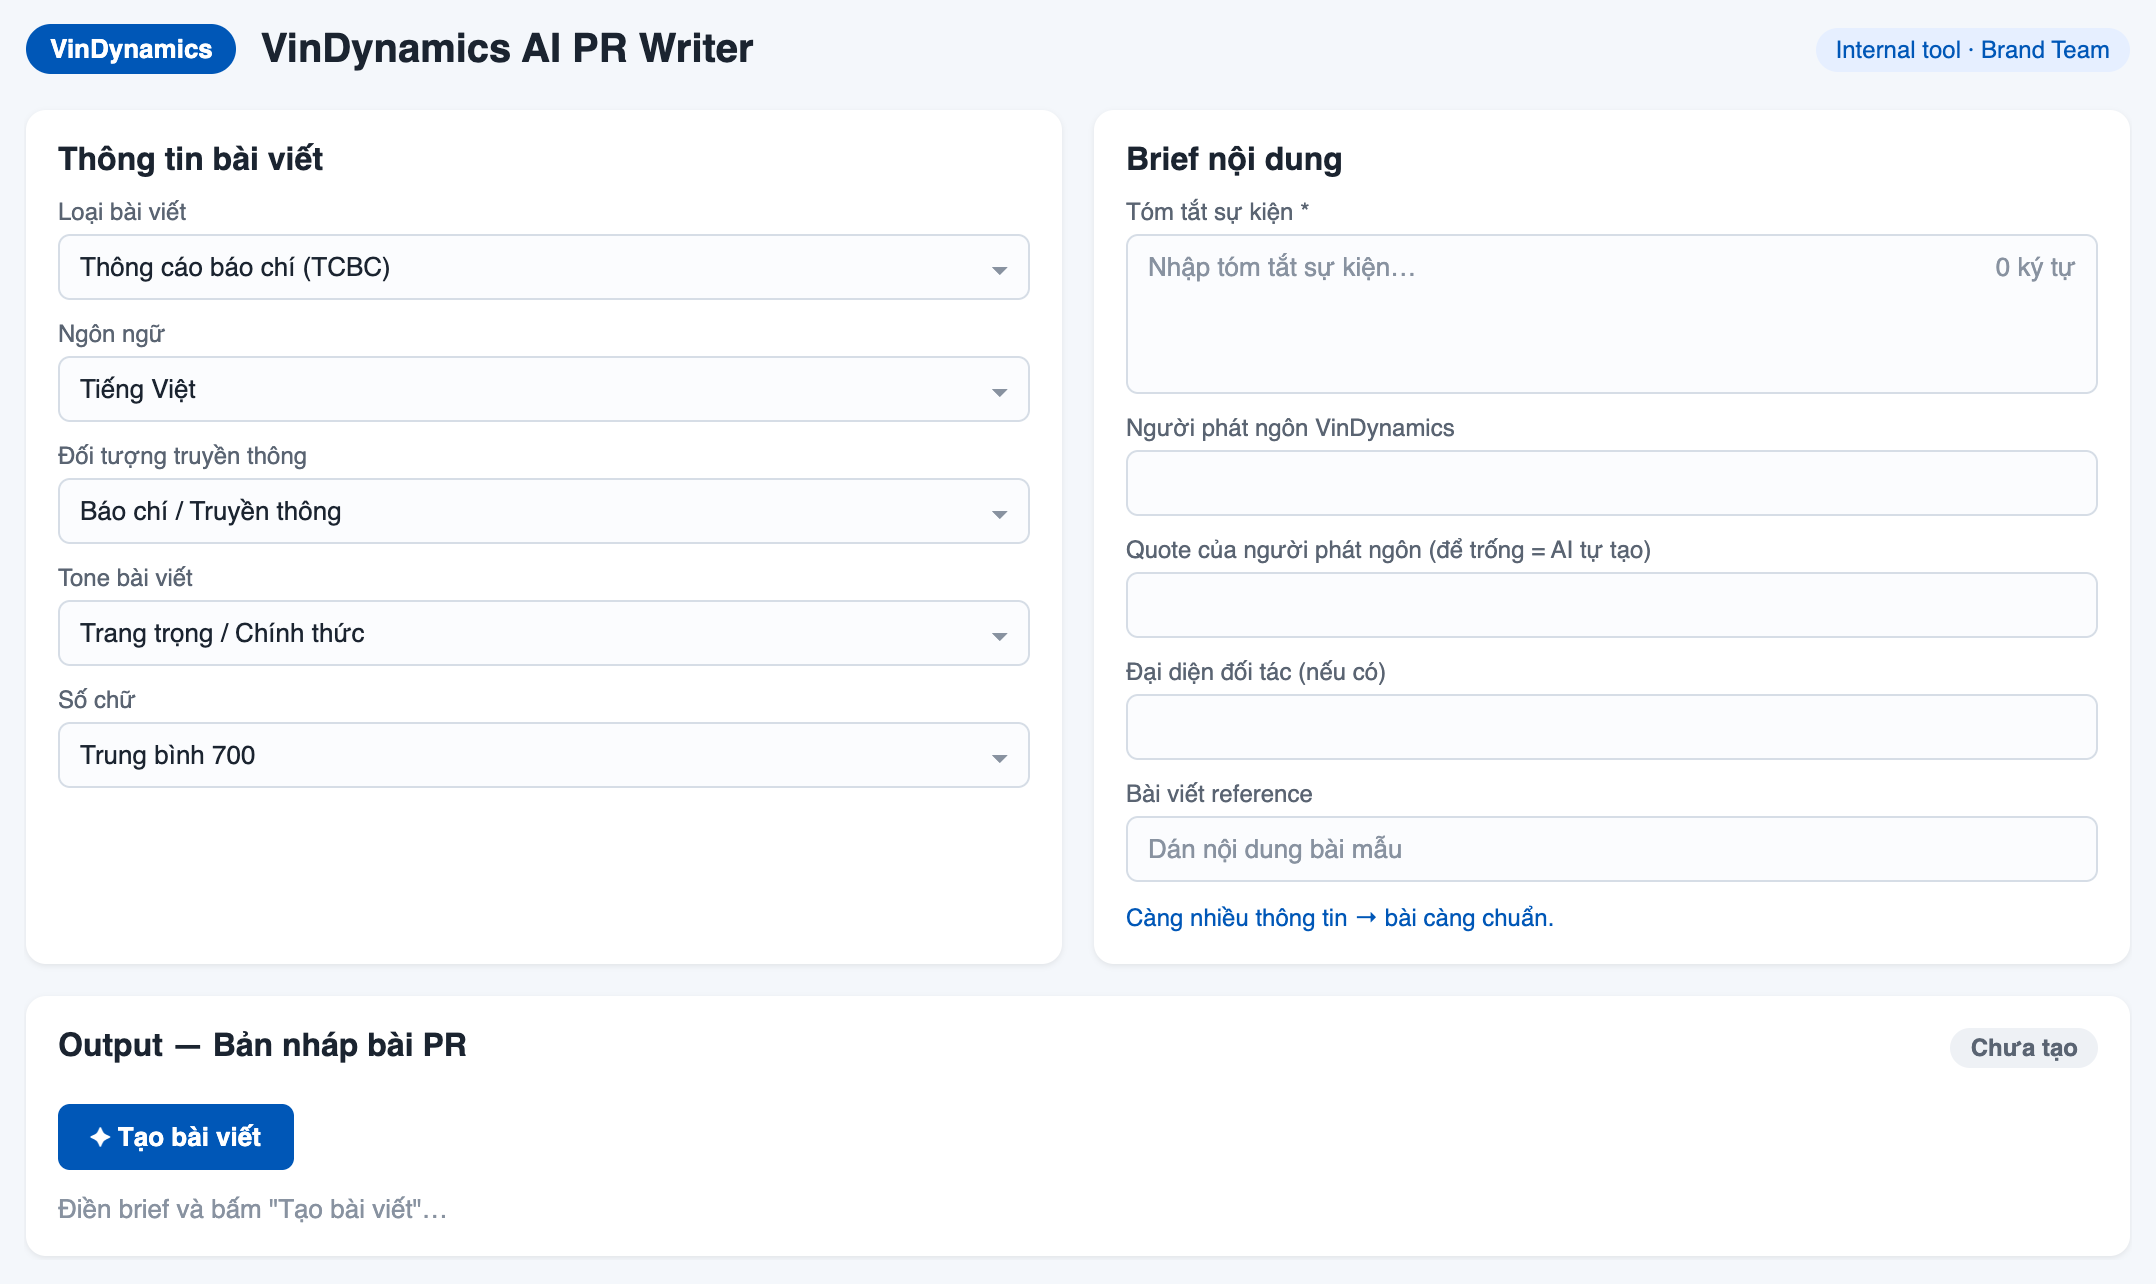 VinDynamics
VinDynamics AI PR Writer
Internal tool · Brand Team
Thông tin bài viết
Loại bài viết
Thông cáo báo chí (TCBC)
Ngôn ngữ
Tiếng Việt
Đối tượng truyền thông
Báo chí / Truyền thông
Tone bài viết
Trang trọng / Chính thức
Số chữ
Trung bình 700
Brief nội dung
Tóm tắt sự kiện *
Nhập tóm tắt sự kiện…
0 ký tự
Người phát ngôn VinDynamics
Quote của người phát ngôn (để trống = AI tự tạo)
Đại diện đối tác (nếu có)
Bài viết reference
Dán nội dung bài mẫu
Càng nhiều thông tin → bài càng chuẩn.
Output — Bản nháp bài PR
Chưa tạo
✦ Tạo bài viết
Điền brief và bấm "Tạo bài viết"…